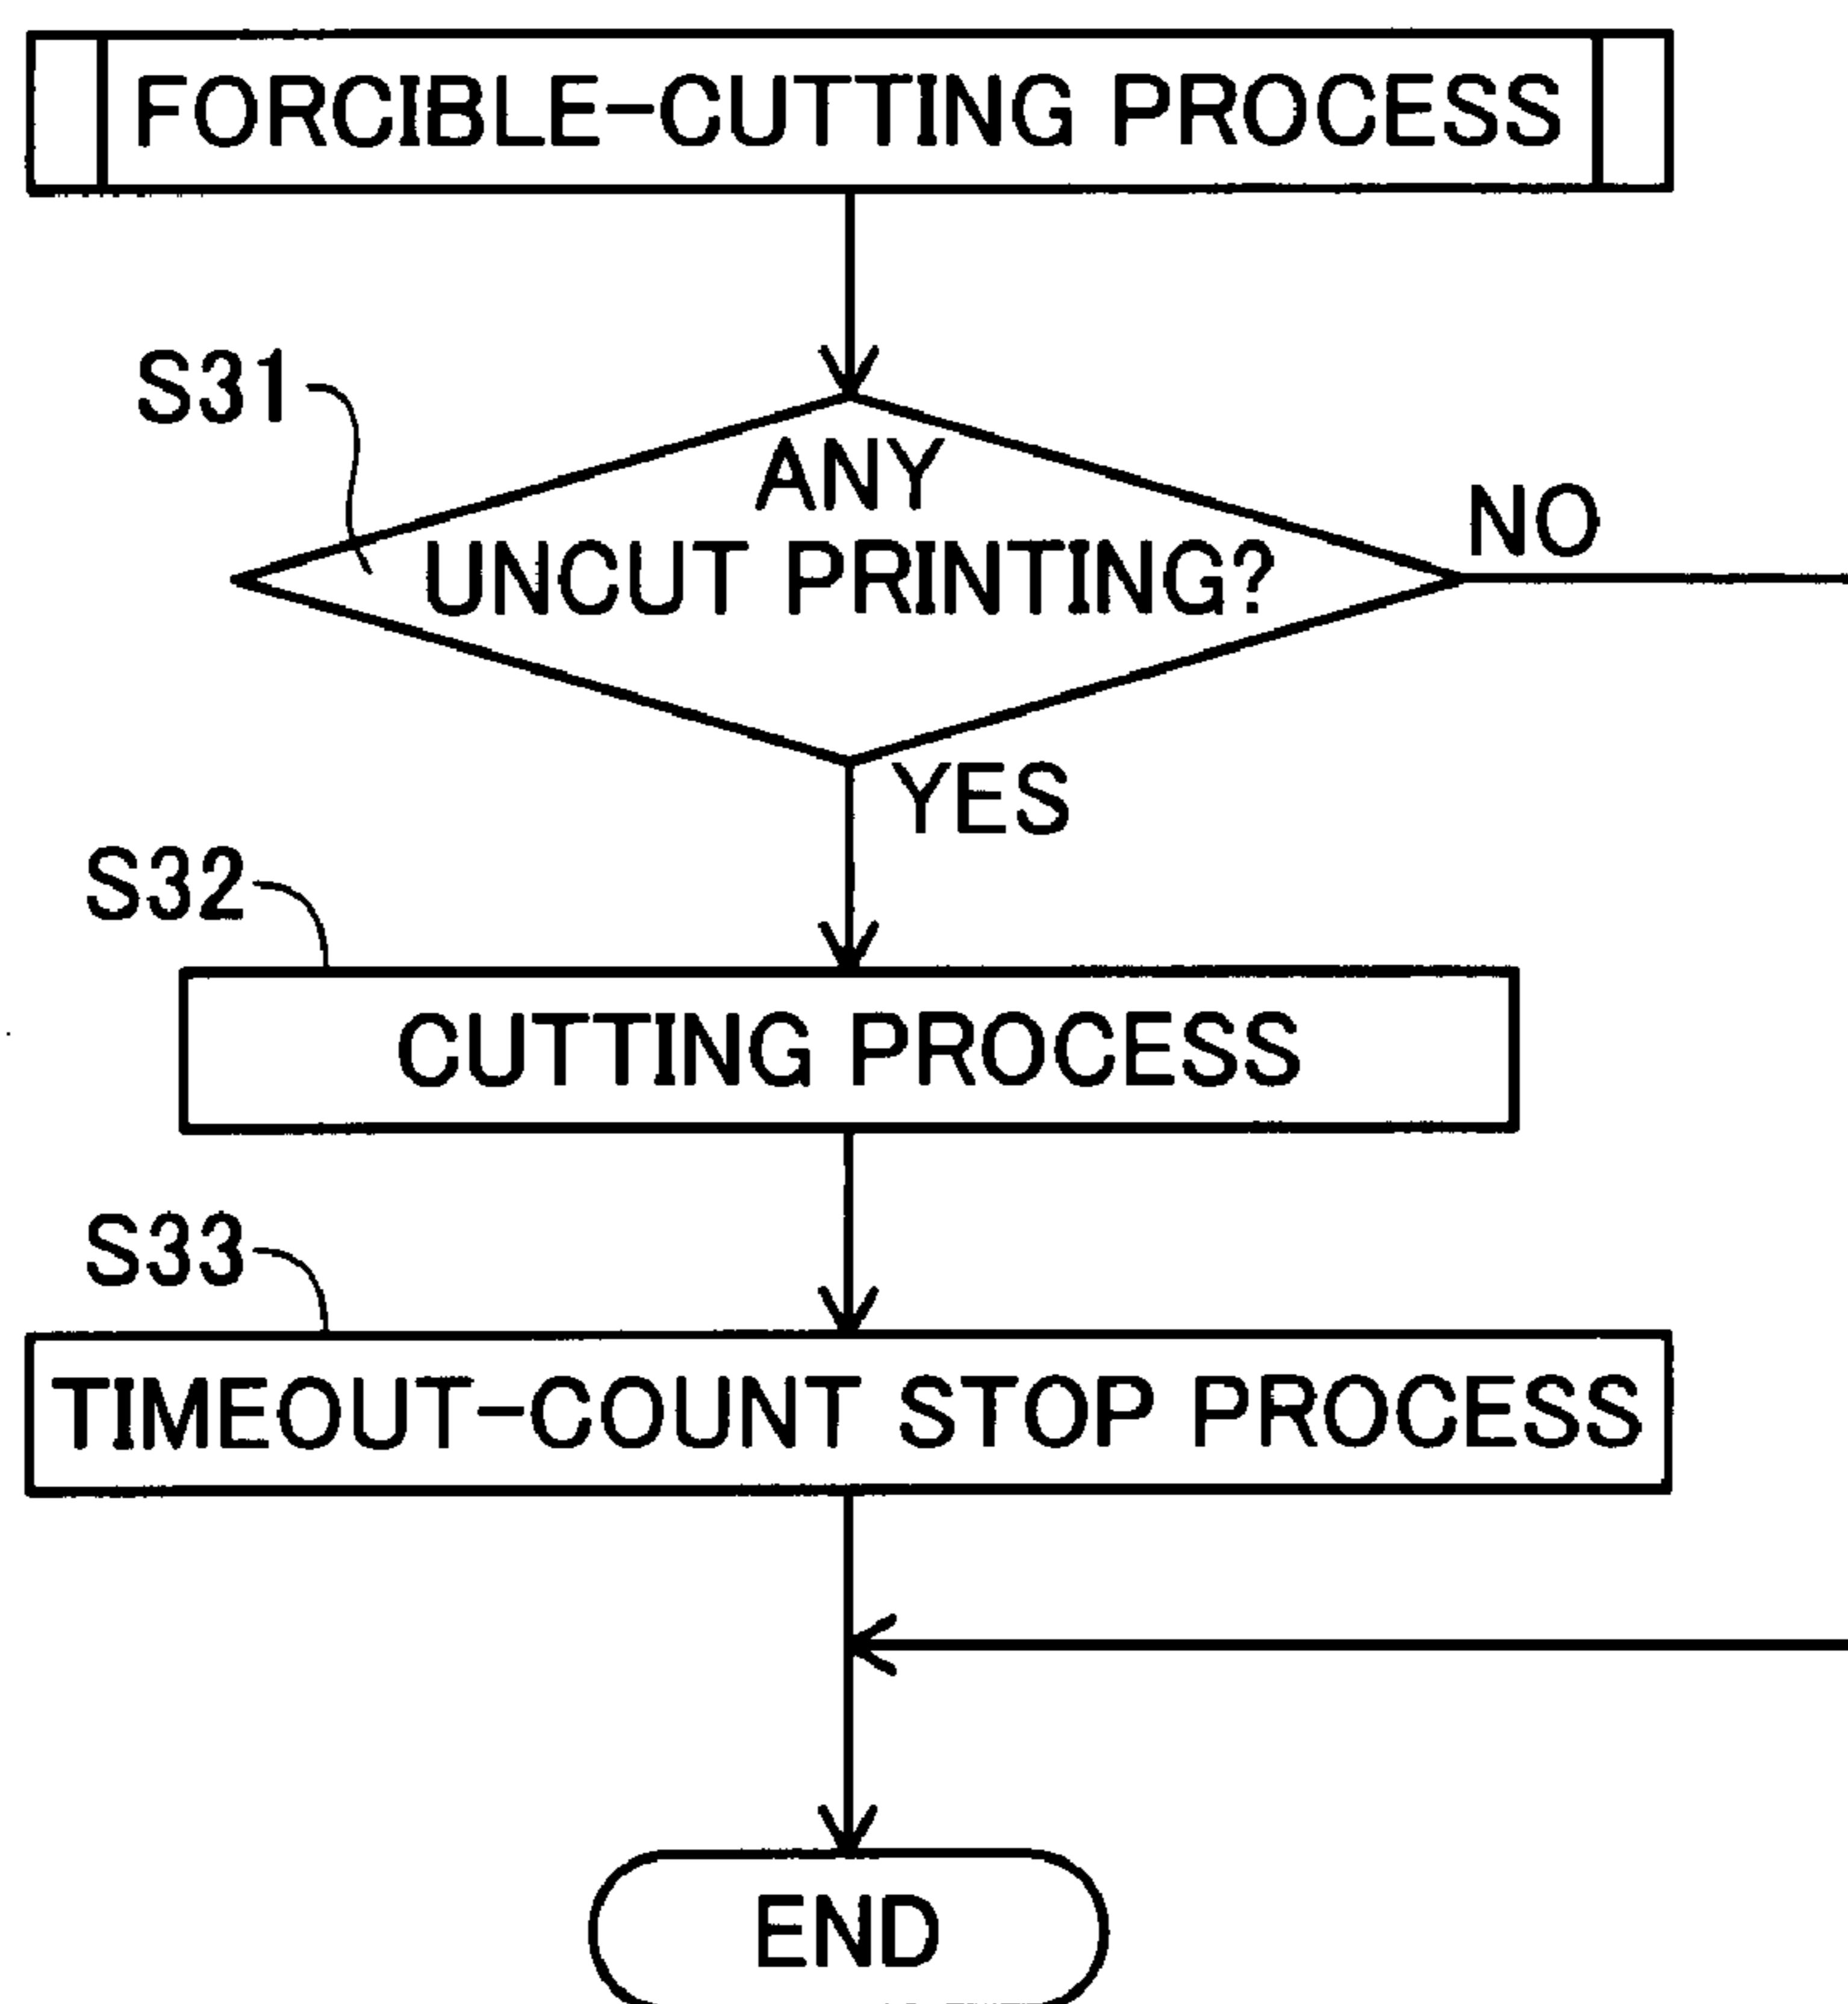 FORCIBLE-CUTTING PROCESS
S31
ANY
UNCUT PRINTING?
NO
YES
S32
CUTTING PROCESS
S33
TIMEOUT-COUNT STOP PROCESS
END